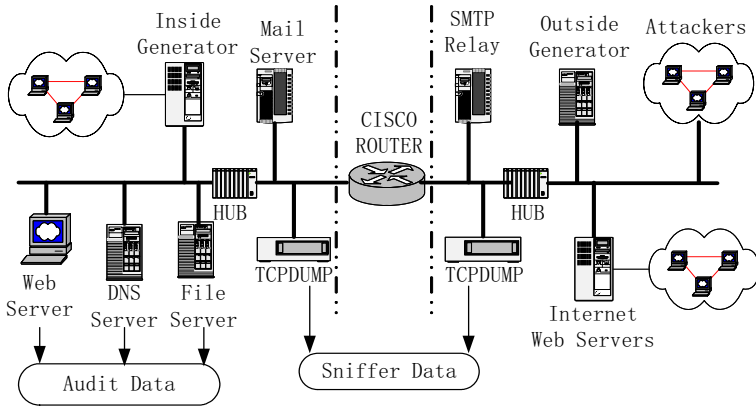 Inside
Generator
Mail
Server
SMTP
Relay
Outside
Generator
Attackers
CISCO
ROUTER
HUB
HUB
Web
Server
DNS
Server
File
Server
TCPDUMP
TCPDUMP
Internet
Web Servers
Audit Data
Sniffer Data